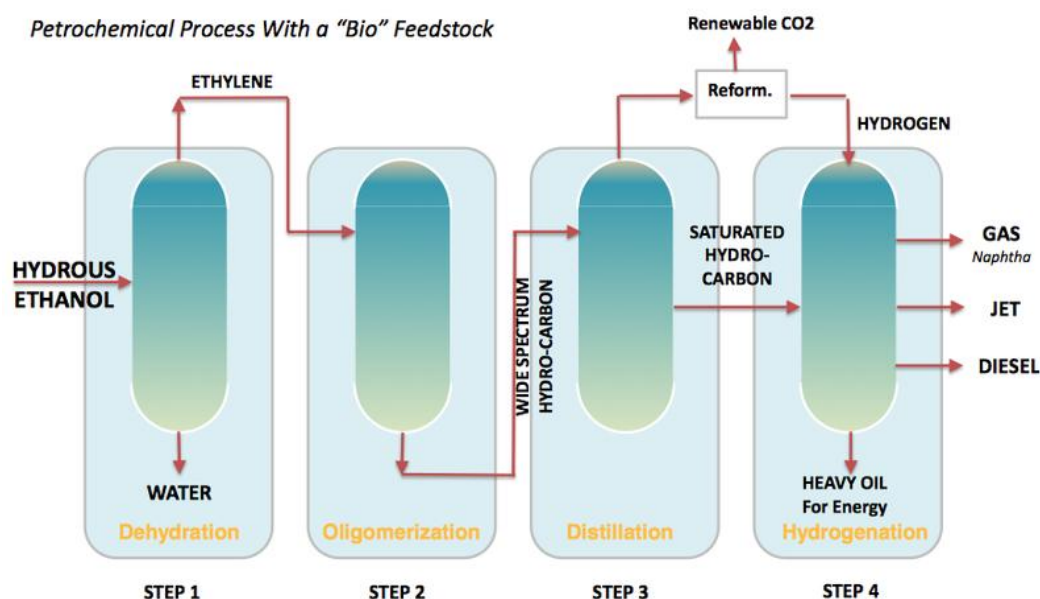 Petrochemical Process With a “Bio” Feedstock
Renewable CO2
Reform.
ETHYLENE
HYDROGEN
HYDROUS
ETHANOL
WIDE SPECTRUM
HYDRO-CARBON
SATURATED
HYDRO-
CARBON
GAS
Naphtha
JET
DIESEL
WATER
HEAVY OIL
For Energy
Dehydration
Oligomerization
Distillation
Hydrogenation
STEP 1
STEP 2
STEP 3
STEP 4